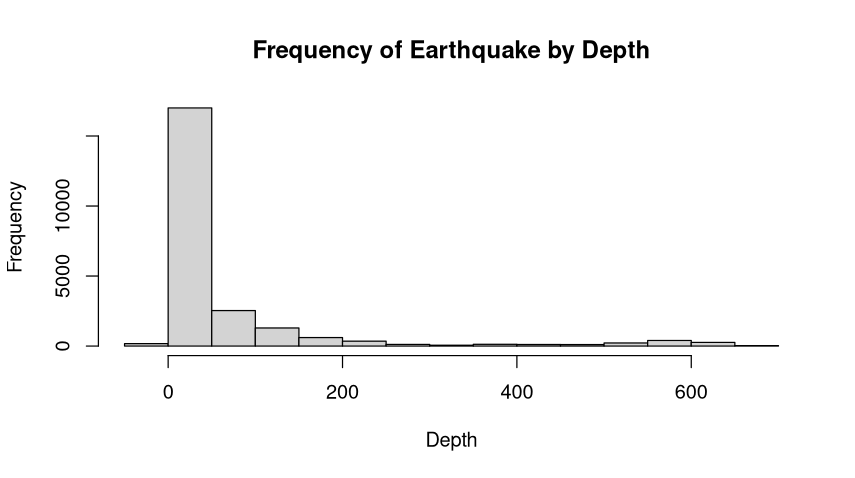 Frequency of Earthquake by Depth
Frequency
10000
5000
0
0 200 400 600
Depth